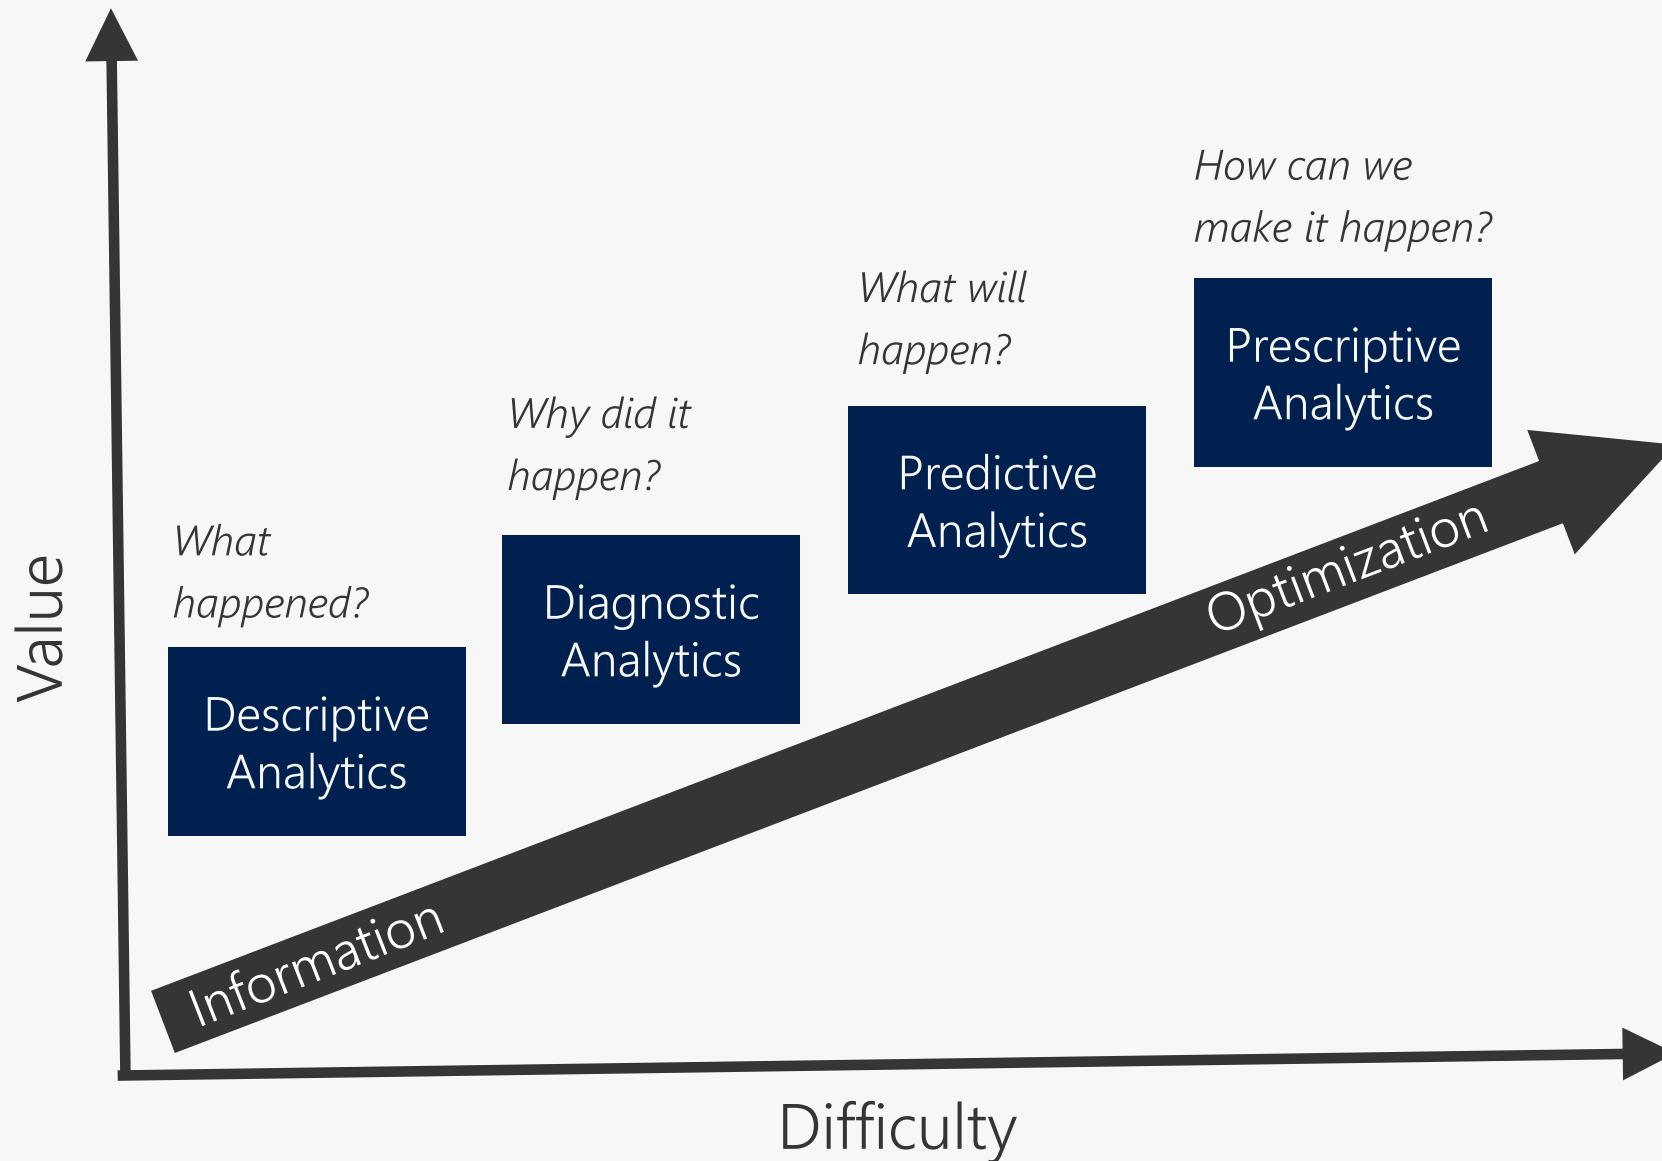 How can we
make it happen?
Prescriptive
Analytics
What will
happen?
Predictive
Analytics
Why did it
happen?
Diagnostic
Analytics
What
happened?
Descriptive
Analytics
Value
Information
Optimization
Difficulty